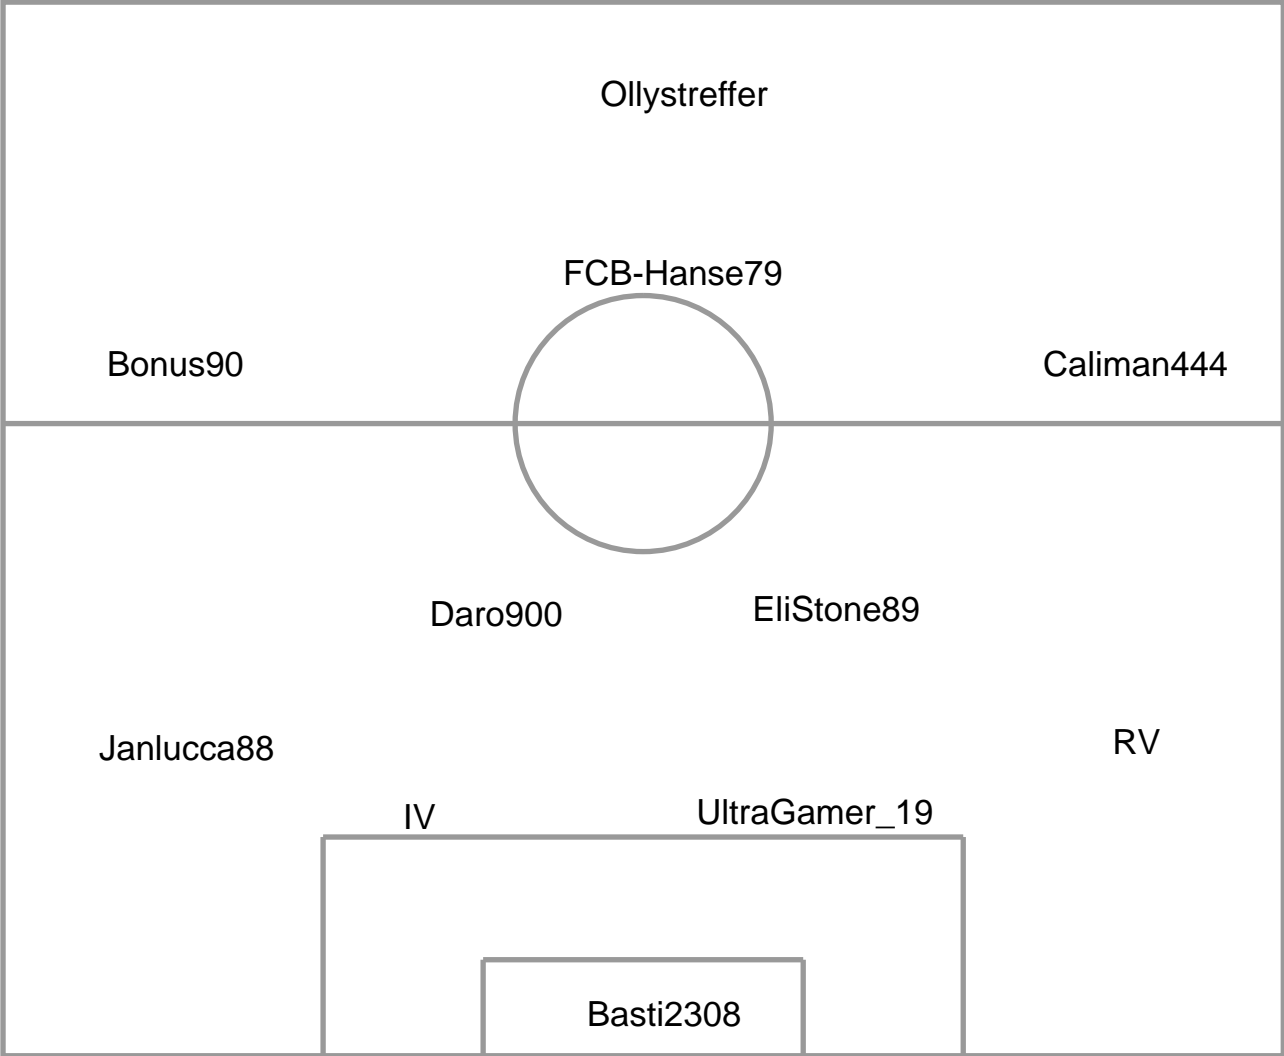 Ollystreffer
FCB-Hanse79
Bonus90
Caliman444
Daro900
EliStone89
Janlucca88
RV
IV
UltraGamer_19
Basti2308